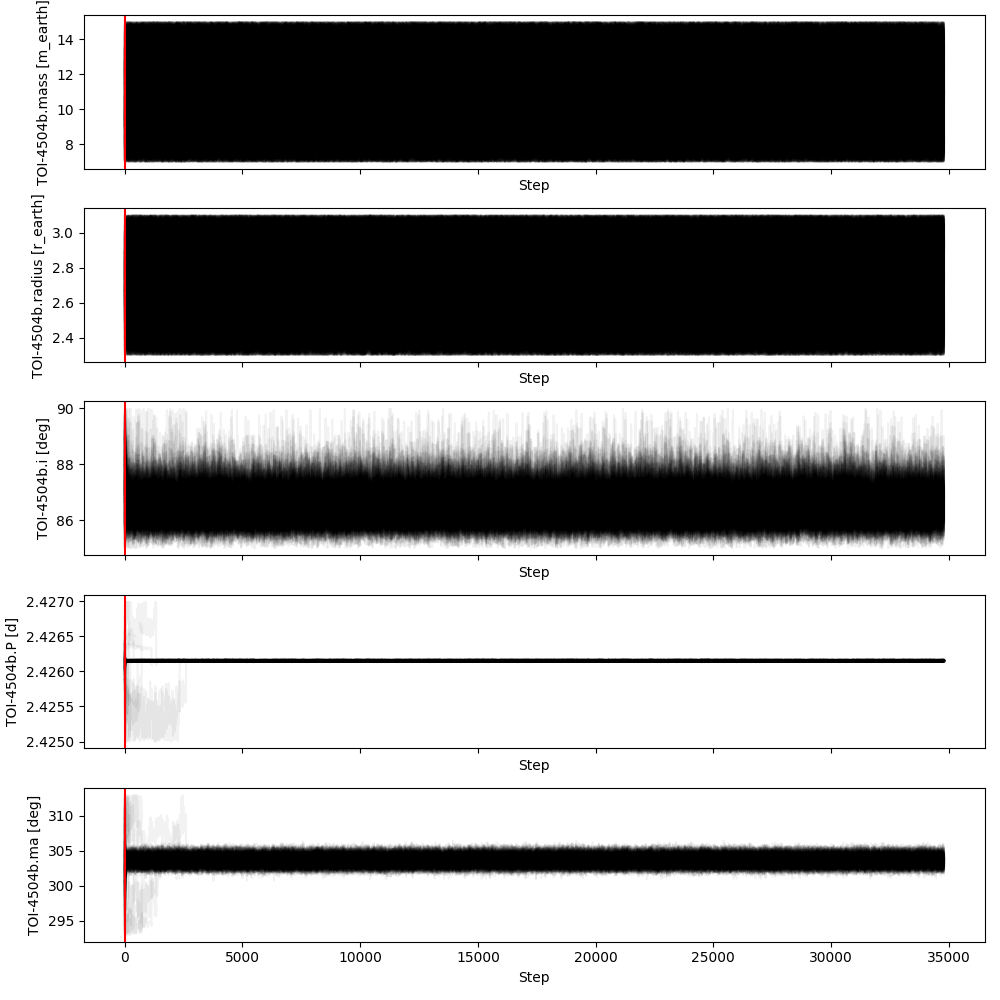 TOI-4504b.mass [m_earth]
14
12
10
8
Step
TOI-4504b.radius [r_earth]
3.0
2.8
2.6
2.4
Step
TOI-4504b.i [deg]
90
88
86
Step
TOI-4504b.P [d]
2.4270
2.4265
2.4260
2.4255
2.4250
Step
TOI-4504b.ma [deg]
310
305
300
295
0 5000 10000 15000 20000 25000 30000 35000
Step